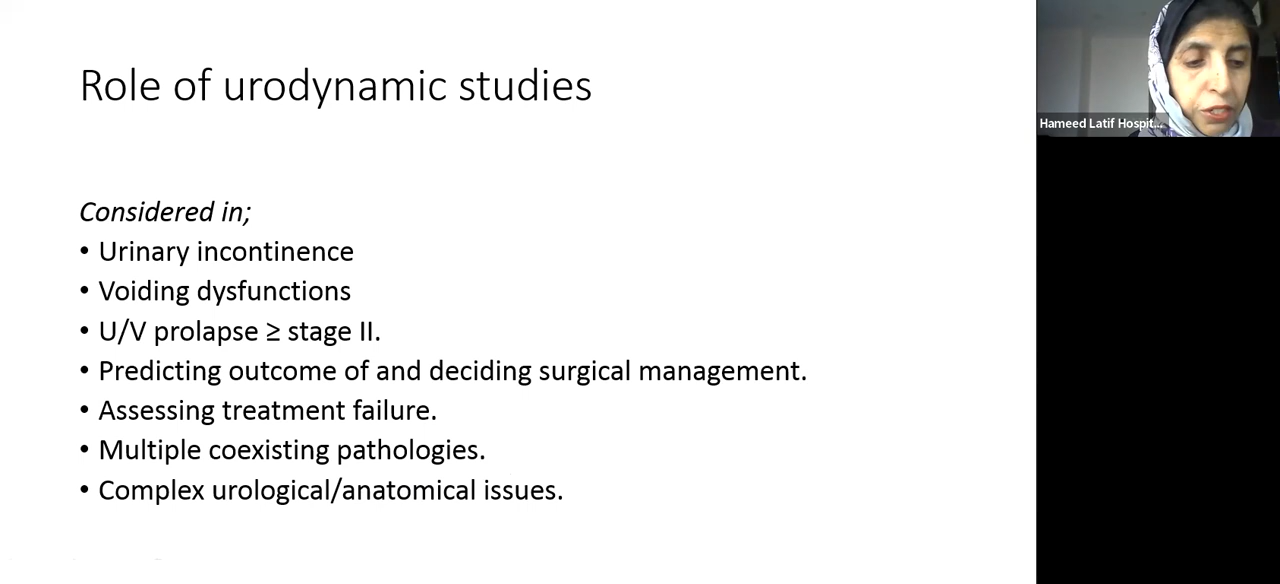 Role of urodynamic studies
Considered in;
• Urinary incontinence
• Voiding dysfunctions
• U/V prolapse ≥ stage II.
• Predicting outcome of and deciding surgical management.
• Assessing treatment failure.
• Multiple coexisting pathologies.
• Complex urological/anatomical issues.
Hameed Latif Hospit...